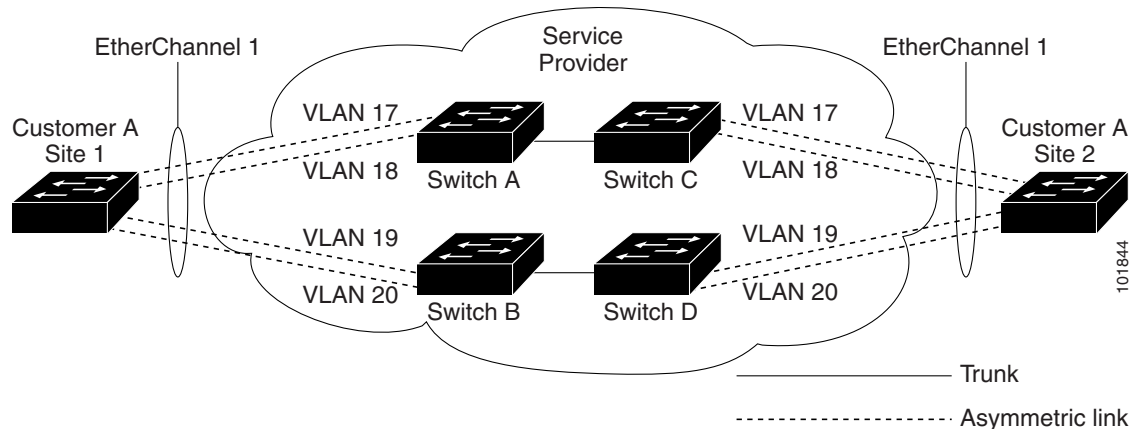 EtherChannel 1
Service
Provider
EtherChannel 1
Customer A
Site 1
VLAN 17
VLAN 18
Switch A
Switch C
VLAN 17
VLAN 18
Customer A
Site 2
VLAN 19
VLAN 20
Switch B
Switch D
VLAN 19
VLAN 20
101844
Trunk
Asymmetric link